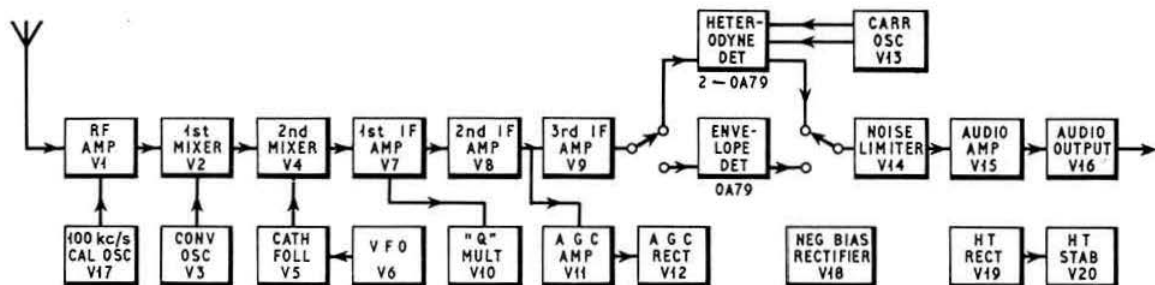 HETER-
ODYNE
DET
2 – OA79
CARR
OSC
V13
RF
AMP
V1
1st
MIXER
V2
2nd
MIXER
V4
1st IF
AMP
V7
2nd IF
AMP
V8
3rd IF
AMP
V9
ENVE-
LOPE
DET
OA79
NOISE
LIMITER
V14
AUDIO
AMP
V15
AUDIO
OUTPUT
V16
100 kc/s
CAL OSC
V17
CONV
OSC
V3
CATH
FOLL
V5
VFO
V6
"Q"
MULT
V10
AGC
AMP
V11
AGC
RECT
V12
NEG BIAS
RECTIFIER
V18
HT
RECT
V19
HT
STAB
V20